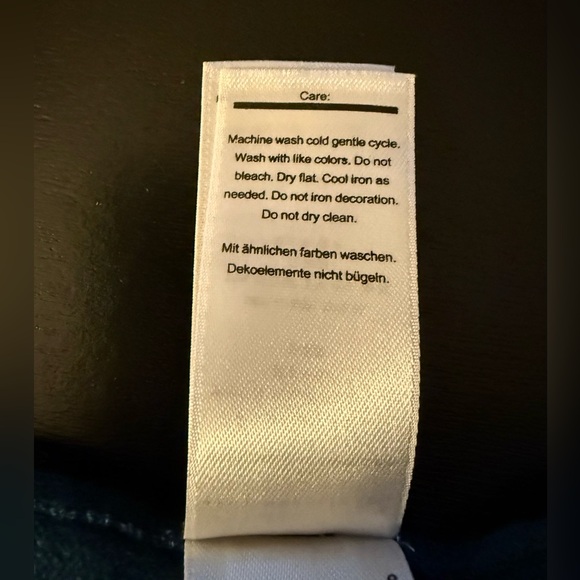 Care:
Machine wash cold gentle cycle.
Wash with like colors. Do not
bleach. Dry flat. Cool iron as
needed. Do not iron decoration.
Do not dry clean.
Mit ähnlichen farben waschen.
Dekoelemente nicht bügeln.